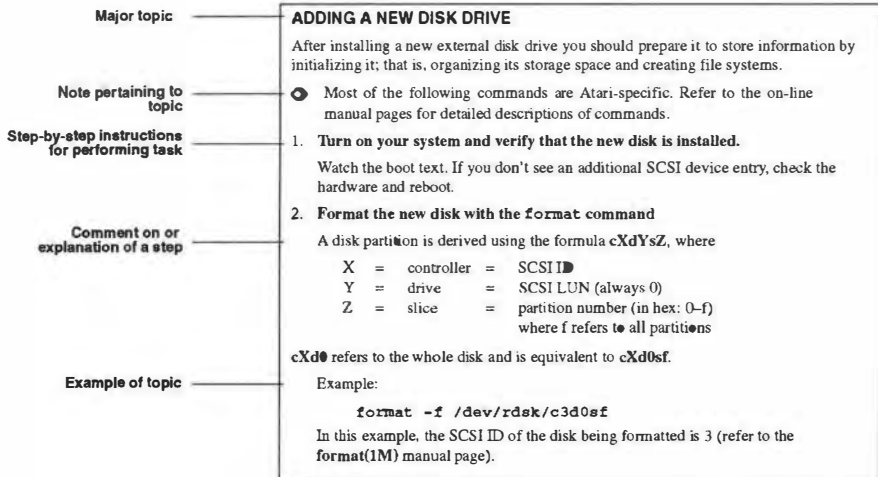 Major topic
ADDING A NEW DISK DRIVE
After installing a new external disk drive you should prepare it to store information by
initializing it; that is, organizing its storage space and creating file systems.
Note pertaining to
topic
Most of the following commands are Atari-specific. Refer to the on-line
manual pages for detailed descriptions of commands.
Step-by-step instructions
for performing task
1. Turn on your system and verify that the new disk is installed.
Watch the boot text. If you don't see an additional SCSI device entry, check the
hardware and reboot.
2. Format the new disk with the format command
Comment on or
explanation of a step
A disk partition is derived using the formula cXdYsZ, where
X = controller = SCSI ID
Y = drive = SCSI LUN (always 0)
Z = slice = partition number (in hex: 0–f)
where f refers to all partitions
cXd0 refers to the whole disk and is equivalent to cXd0sf.
Example of topic
Example:
format -f /dev/rdsk/c3d0sf
In this example, the SCSI ID of the disk being formatted is 3 (refer to the
format(1M) manual page).